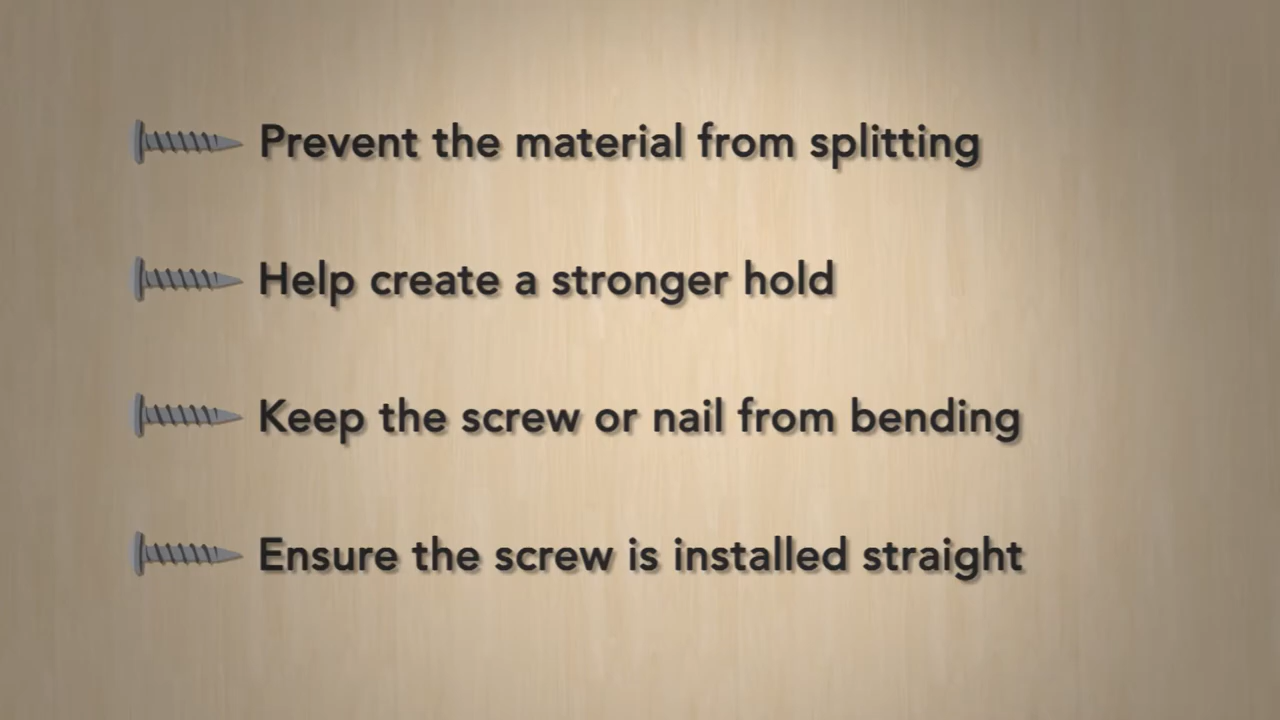 Prevent the material from splitting
Help create a stronger hold
Keep the screw or nail from bending
Ensure the screw is installed straight